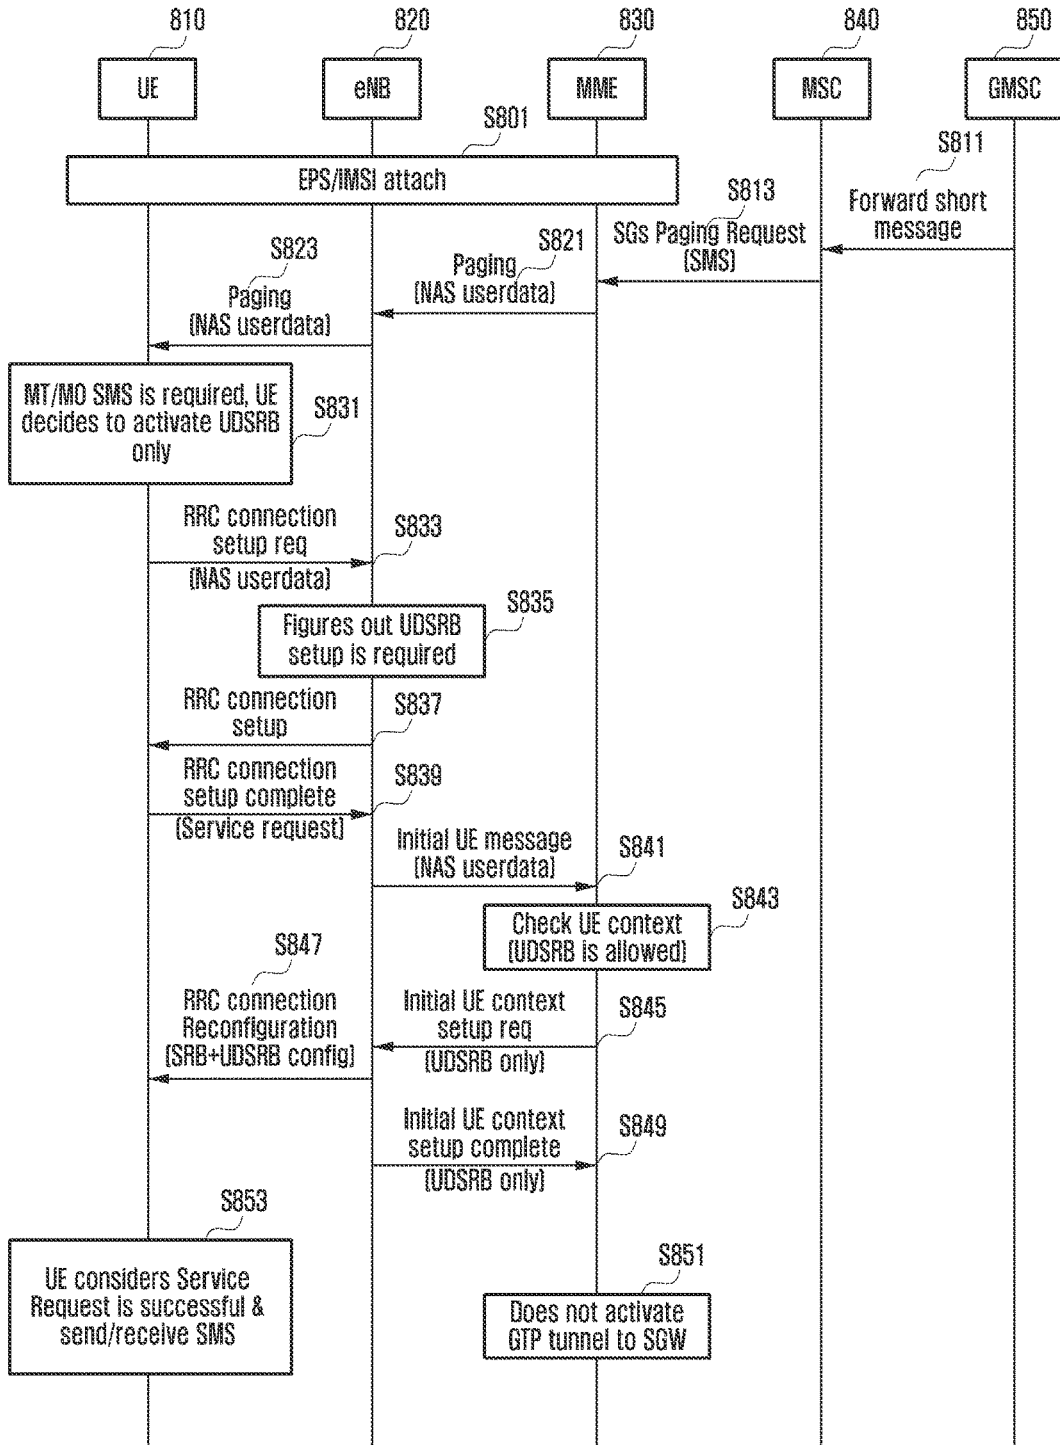 810
820
830
840
850
UE
eNB
MME
MSC
GMSC
S801
EPS/IMSI attach
S811
Forward short
message
S813
SGs Paging Request
(SMS)
S821
Paging
(NAS userdata)
S823
Paging
(NAS userdata)
MT/MO SMS is required, UE
decides to activate UDSRB
only
S831
RRC connection
setup req
(NAS userdata)
S833
Figures out UDSRB
setup is required
S835
RRC connection
setup
S837
RRC connection
setup complete
(Service request)
S839
Initial UE message
(NAS userdata)
S841
Check UE context
(UDSRB is allowed)
S843
Initial UE context
setup req
(UDSRB only)
S845
S847
RRC connection
Reconfiguration
(SRB+UDSRB config)
Initial UE context
setup complete
(UDSRB only)
S849
S853
UE considers Service
Request is successful &
send/receive SMS
S851
Does not activate
GTP tunnel to SGW